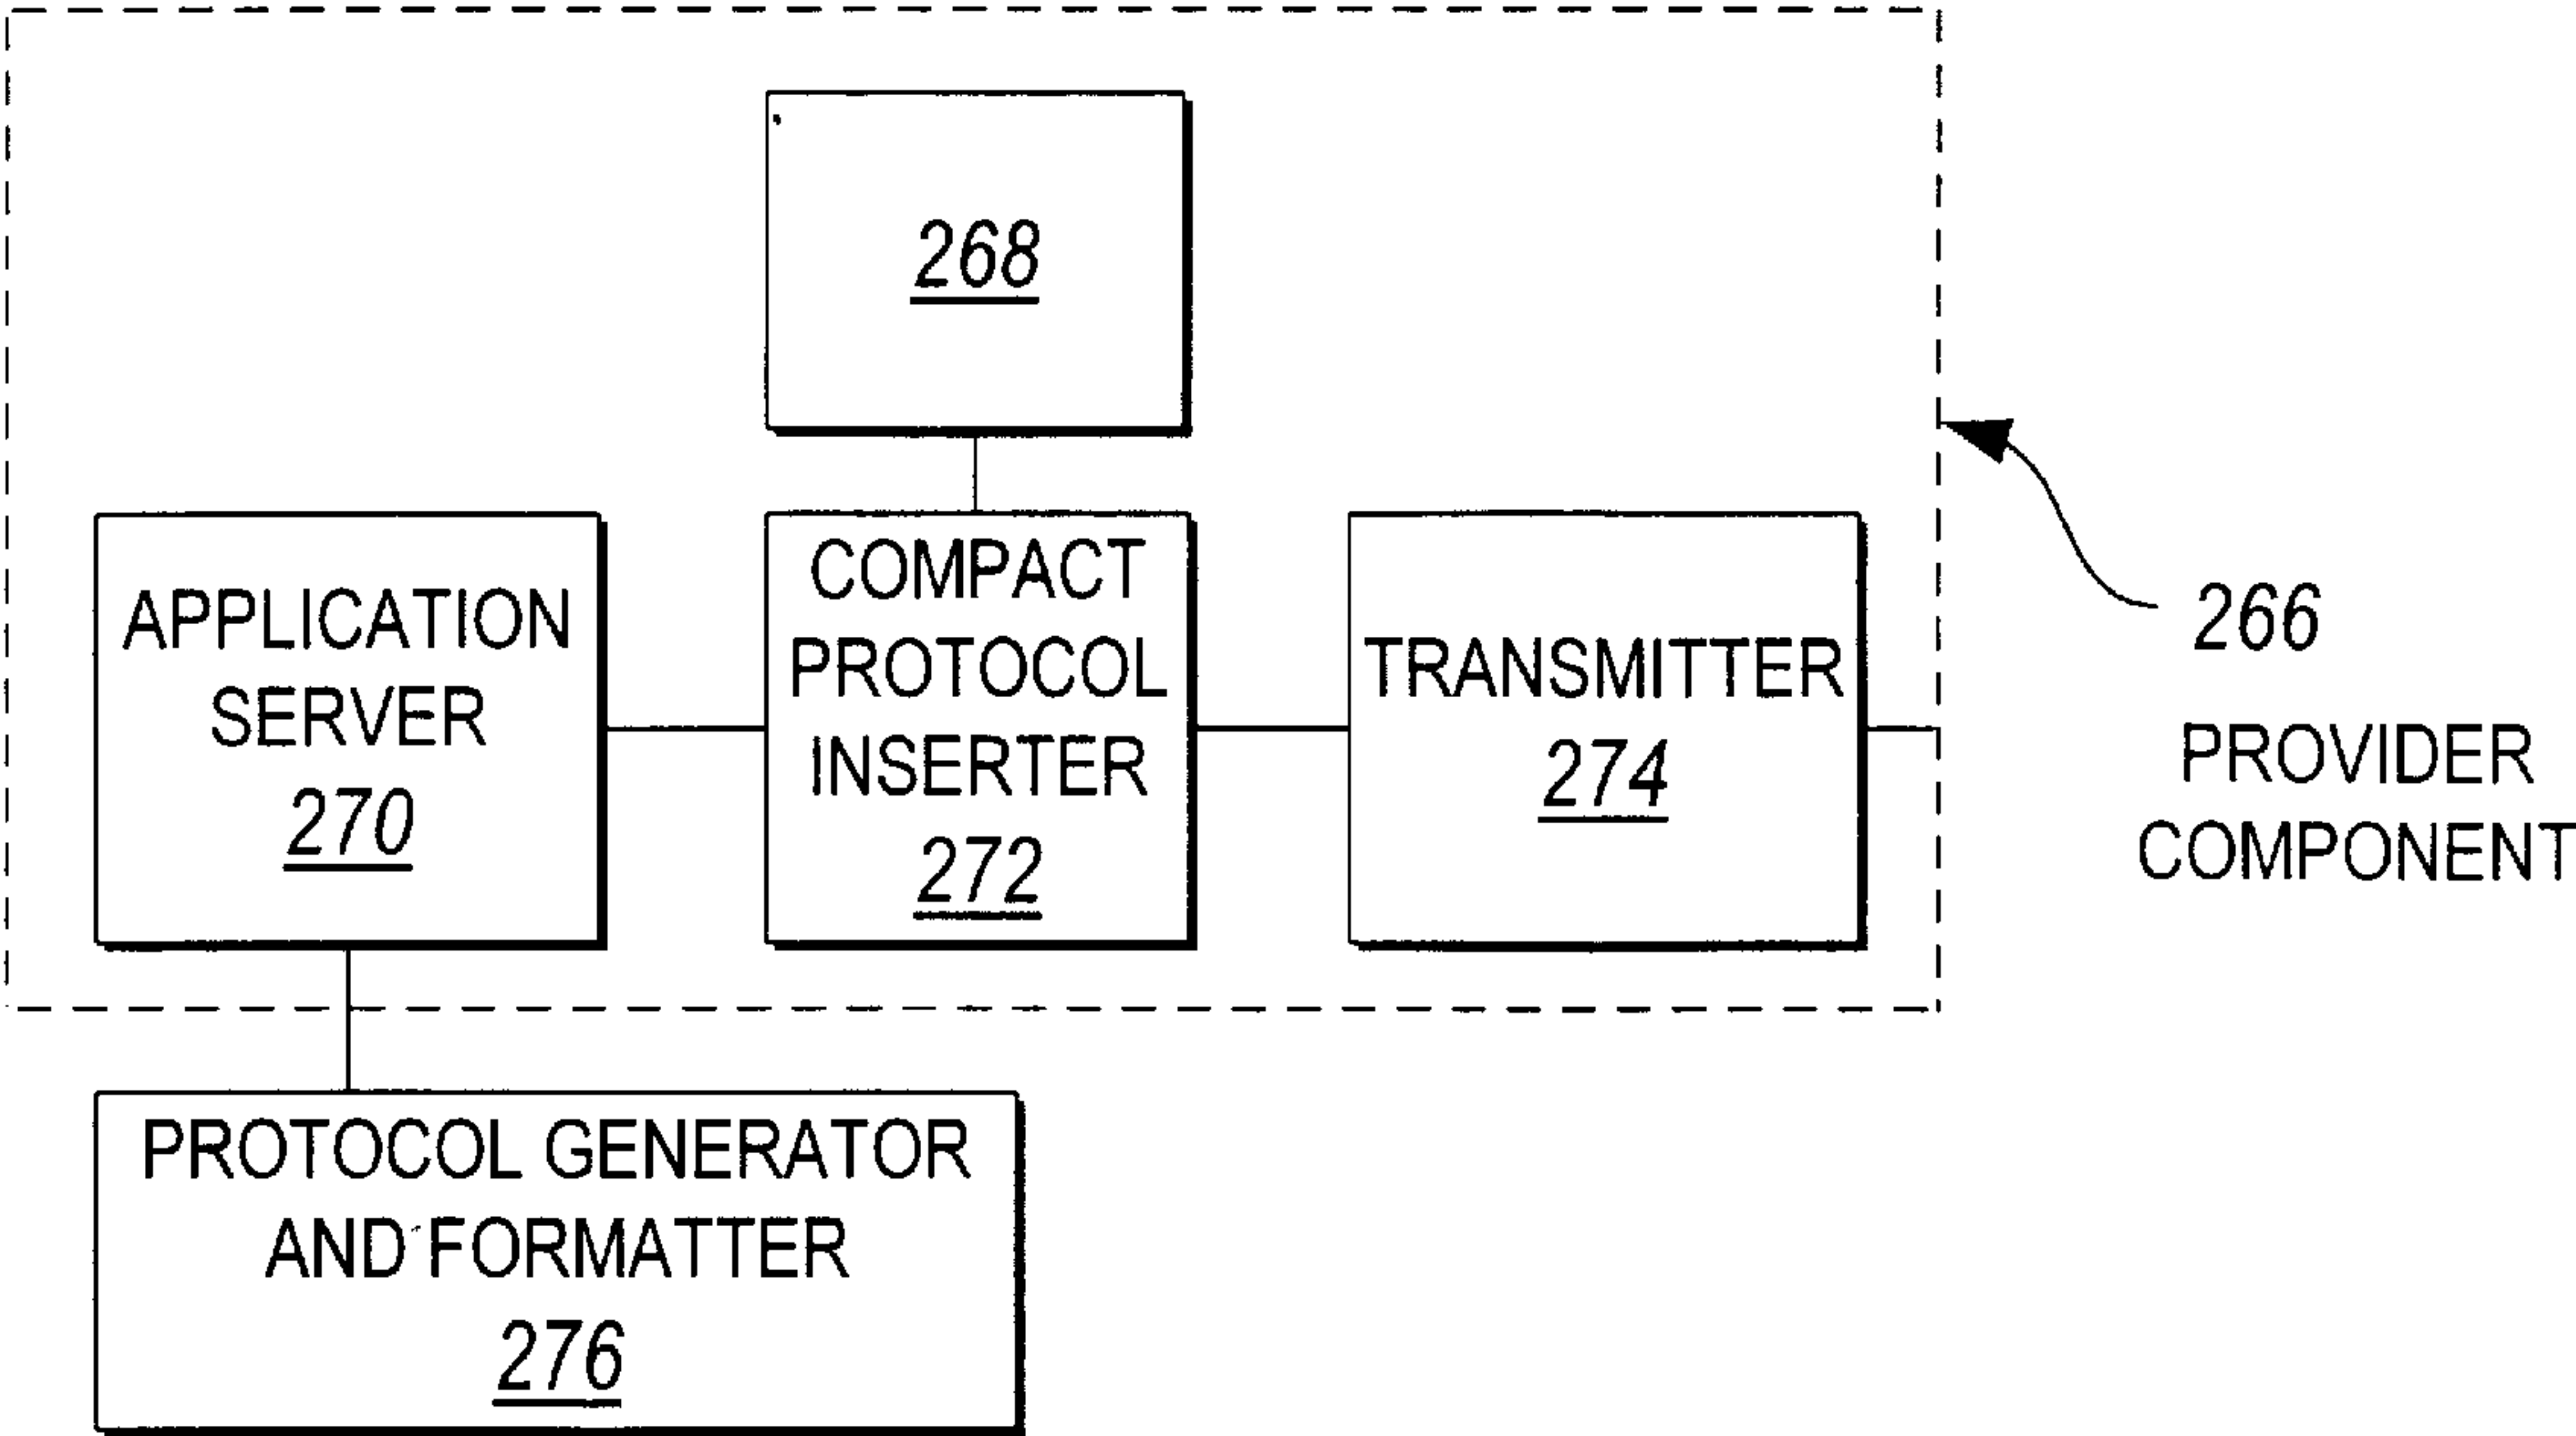 268
APPLICATION
SERVER
270
COMPACT
PROTOCOL
INSERTER
272
TRANSMITTER
274
266
PROVIDER
COMPONENT
PROTOCOL GENERATOR
AND FORMATTER
276